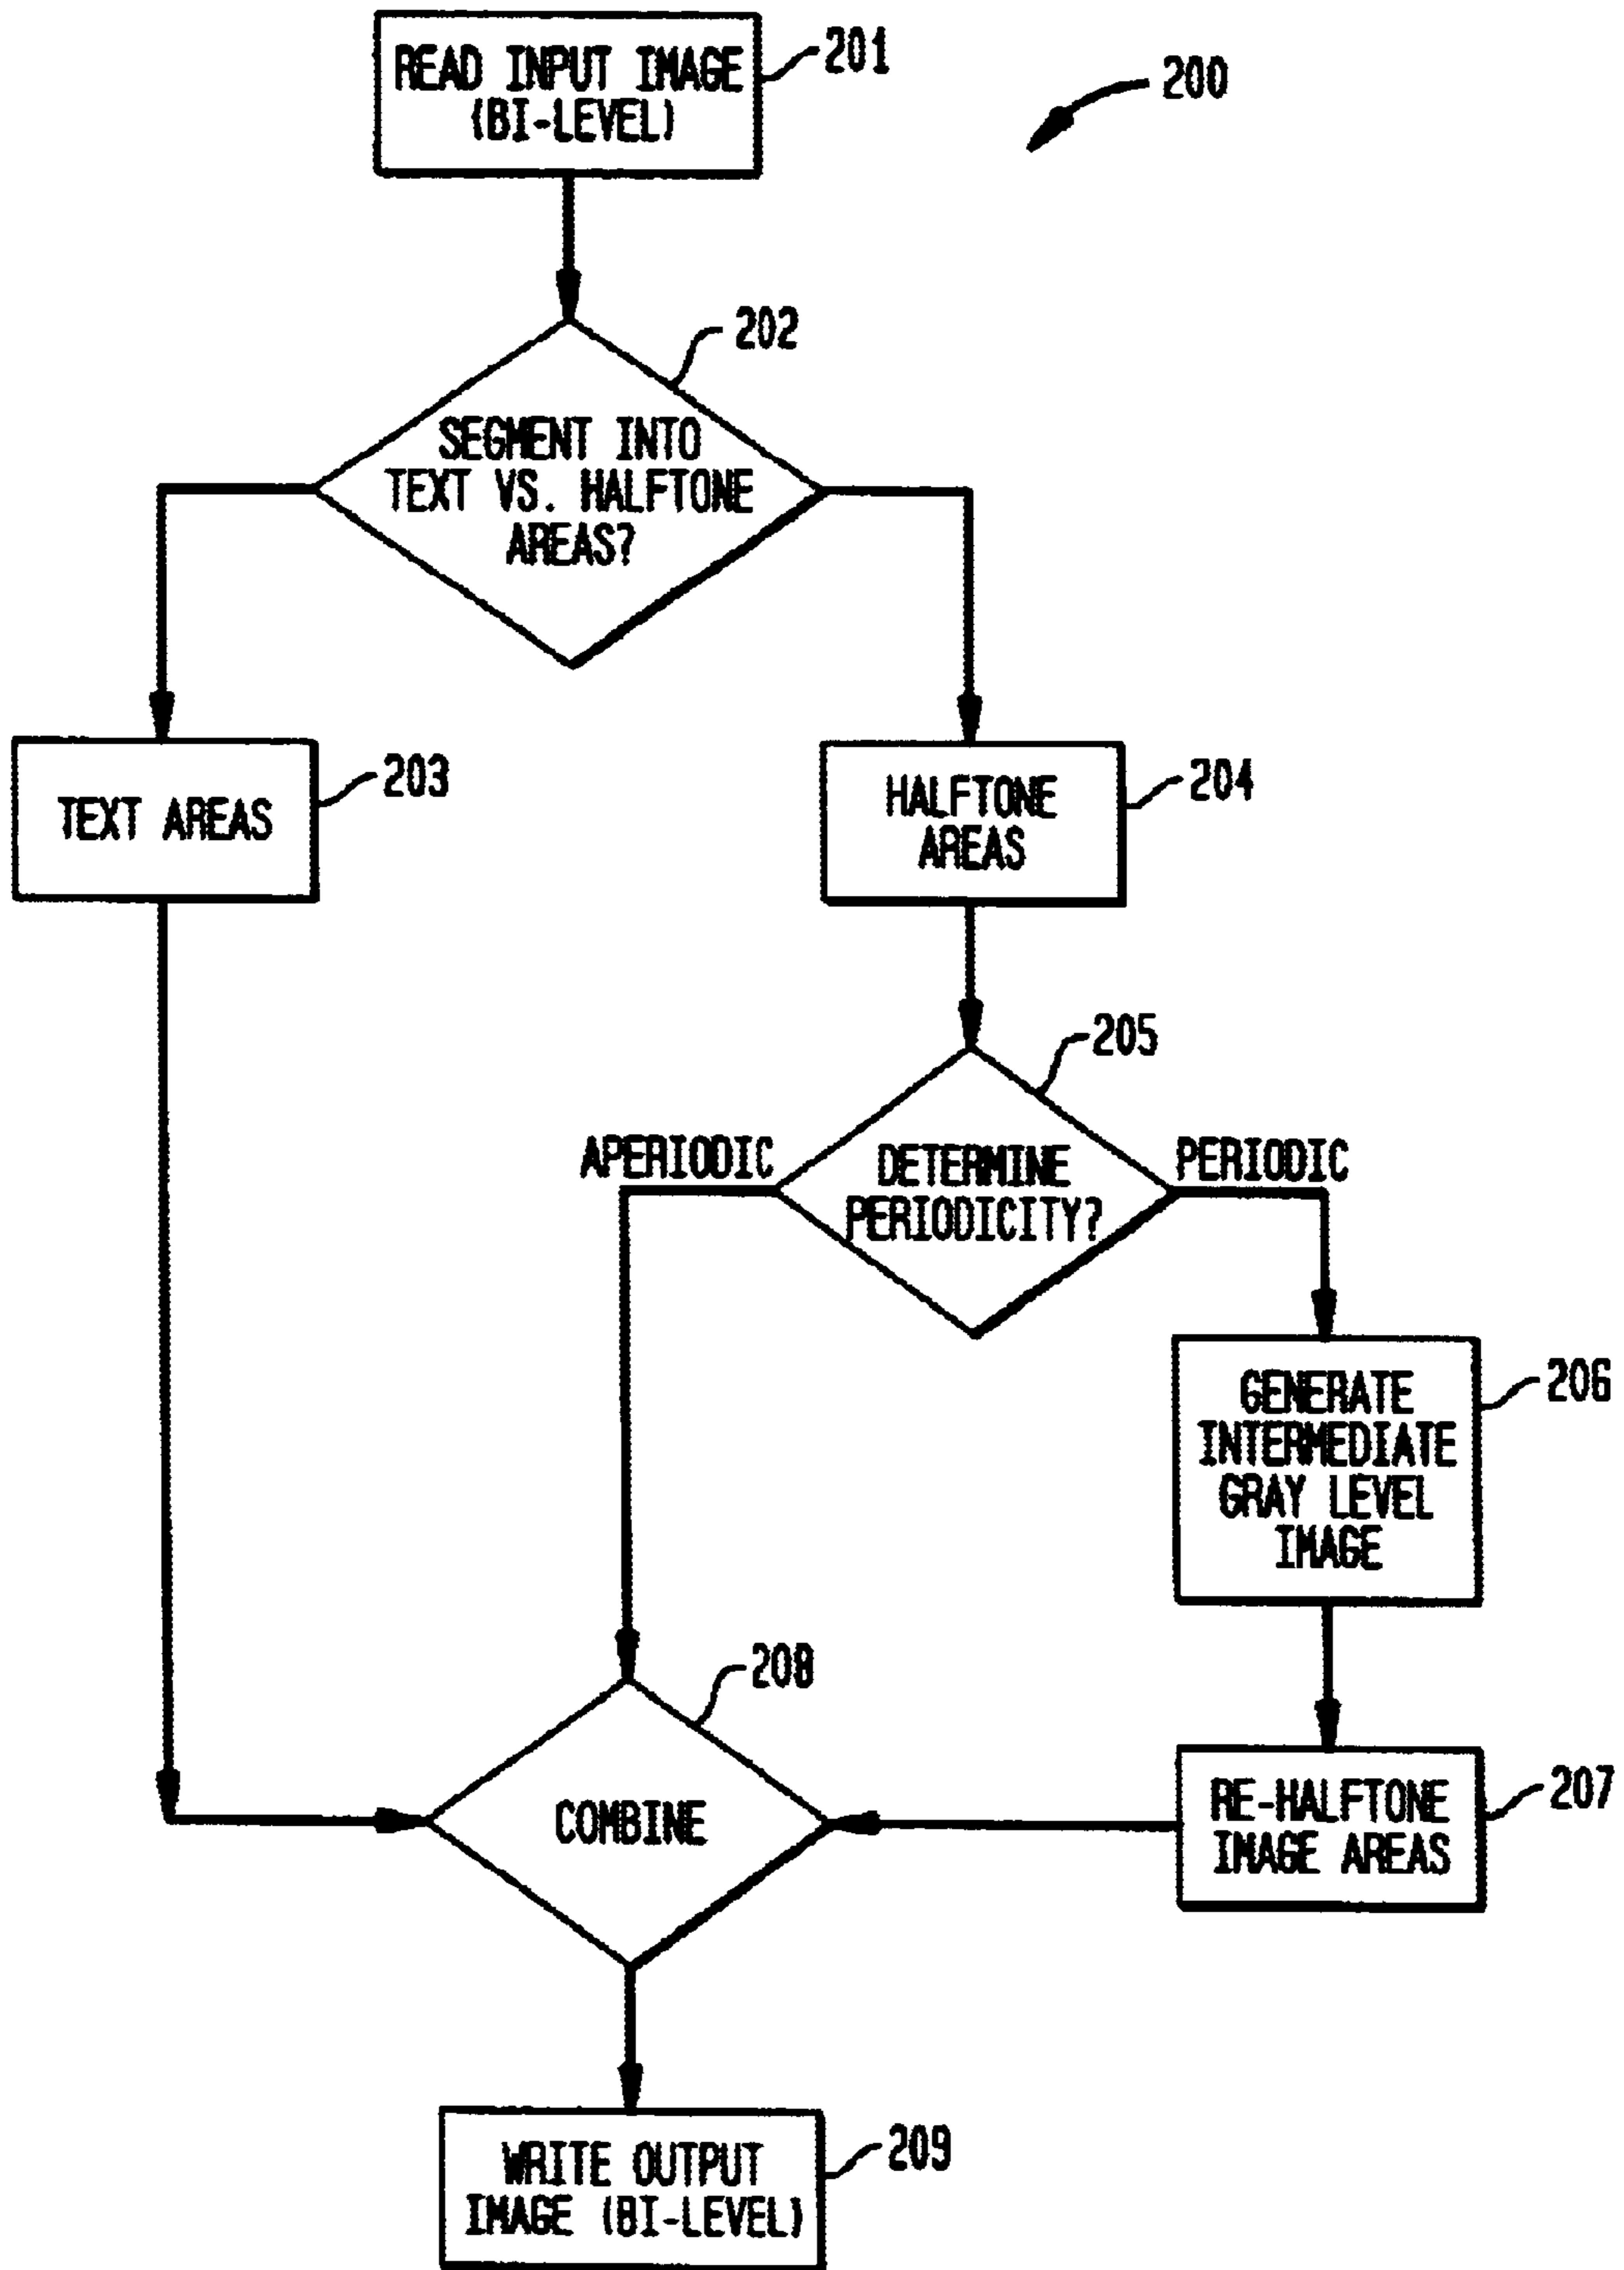 READ INPUT IMAGE
(BI-LEVEL)
201
200
202
SEGMENT INTO
TEXT VS. HALFTONE
AREAS?
TEXT AREAS
203
HALFTONE
AREAS
204
205
APERIODIC
DETERMINE
PERIODICITY?
PERIODIC
GENERATE
INTERMEDIATE
GRAY LEVEL
IMAGE
206
208
COMBINE
RE-HALFTONE
IMAGE AREAS
207
WRITE OUTPUT
IMAGE (BI-LEVEL)
209